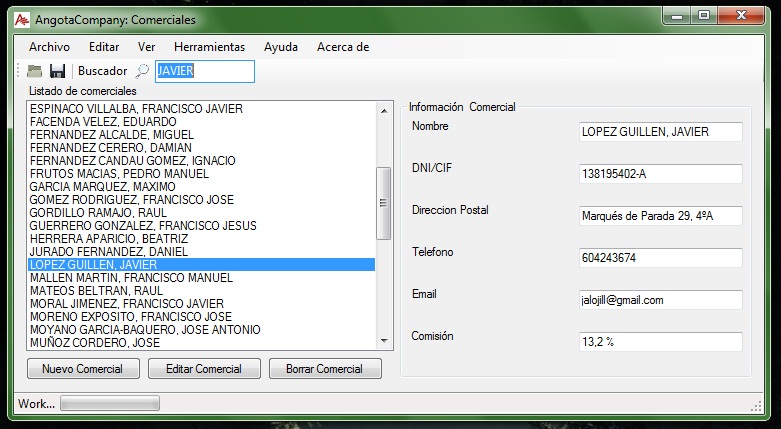 AngotaCompany: Comerciales
Archivo Editar Ver Herramientas Ayuda Acerca de
Buscador JAVIER
Listado de comerciales
ESPINACO VILLALBA, FRANCISCO JAVIER
FACENDA VELEZ, EDUARDO
FERNANDEZ ALCALDE, MIGUEL
FERNANDEZ CERERO, DAMIAN
FERNANDEZ CANDAU GOMEZ, IGNACIO
FRUTOS MACIAS, PEDRO MANUEL
GARCIA MARQUEZ, MAXIMO
GOMEZ RODRIGUEZ, FRANCISCO JOSE
GORDILLO RAMAJO, RAUL
GUERRERO GONZALEZ, FRANCISCO JESUS
HERRERA APARICIO, BEATRIZ
JURADO FERNANDEZ, DANIEL
LOPEZ GUILLEN, JAVIER
MALLEN MARTIN, FRANCISCO MANUEL
MATEOS BELTRAN, RAUL
MORAL JIMENEZ, FRANCISCO JAVIER
MORENO EXPOSITO, FRANCISCO JOSE
MOYANO GARCIA-BAQUERO, JOSE ANTONIO
MUÑOZ CORDERO, JOSE
Nuevo Comercial Editar Comercial Borrar Comercial
Información Comercial
Nombre LOPEZ GUILLEN, JAVIER
DNI/CIF 138195402-A
Direccion Postal Marqués de Parada 29, 4ºA
Telefono 604243674
Email jalojill@gmail.com
Comisión 13,2 %
Work...